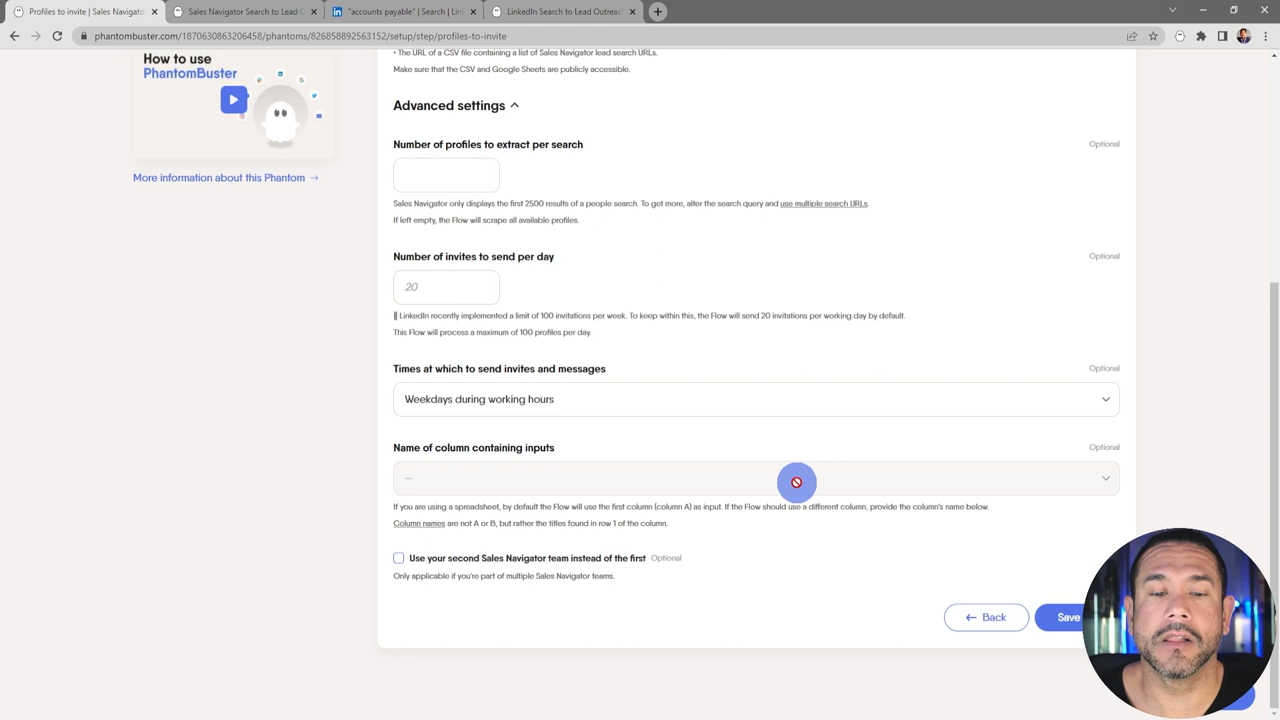 Profiles to invite | Sales Navigat
Sales Navigator Search to Conn
"accounts payable" | Search |
LinkedIn Search to Lead Outreac
phantombuster.com/1870630863206458/phantoms/826858892563152/setup/step/profiles-to-invite
How to use
PhantomBuster
More information about this Phantom →
• The URL of a CSV file containing a list of Sales Navigator lead search URLs.
Make sure that the CSV and Google Sheets are publicly accessible.
Advanced settings
Number of profiles to extract per search
Optional
Sales Navigator only displays the first 2500 results of a people search. To get more, alter the search query and use multiple search URLs.
If left empty, the Flow will scrape all available profiles.
Number of invites to send per day
Optional
20
LinkedIn recently implemented a limit of 100 invitations per week. To keep within this, the Flow will send 20 invitations per working day by default.
This Flow will process a maximum of 100 profiles per day.
Times at which to send invites and messages
Optional
Weekdays during working hours
Name of column containing inputs
Optional
--
If you are using a spreadsheet, by default the Flow will use the first column (column A) as input. If the Flow should use a different column, provide the column's name below.
Column names are not A or B, but rather the titles found in row 1 of the column.
Use your second Sales Navigator team instead of the first Optional
Only applicable if you're part of multiple Sales Navigator teams.
← Back
Save